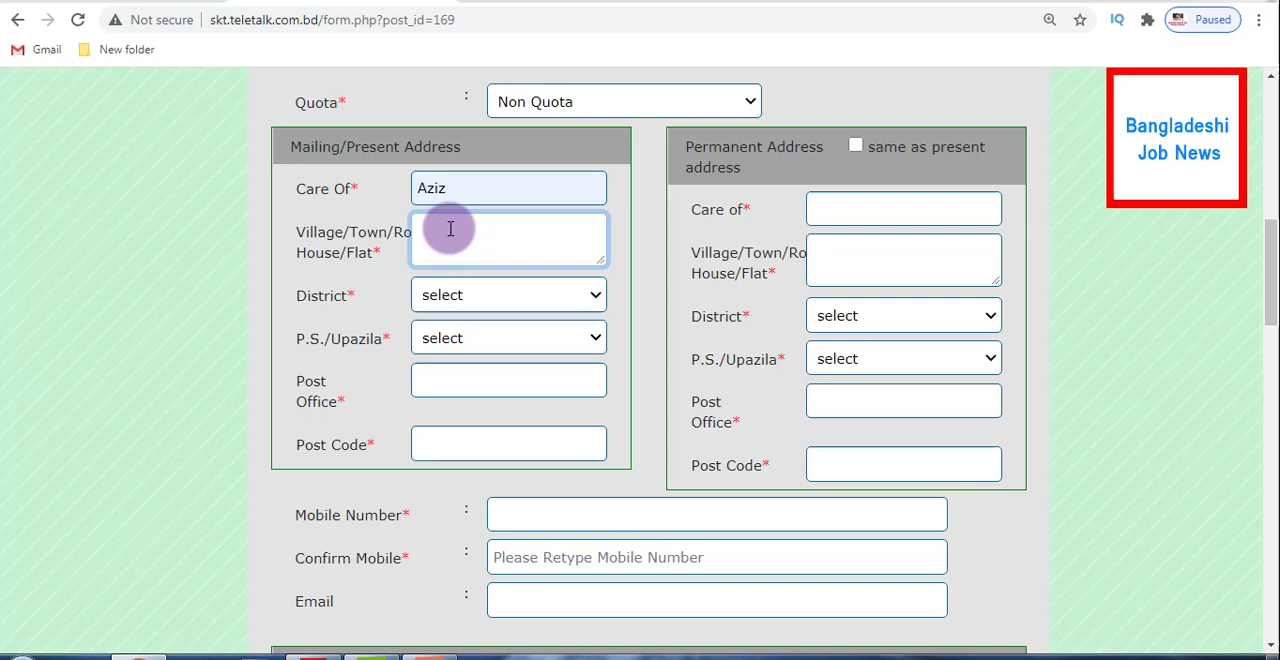 Not secure | skt.teletalk.com.bd/form.php?post_id=169
IQ
Paused
Gmail
New folder
Quota* : Non Quota
Bangladeshi
Job News
Mailing/Present Address
Care Of* Aziz
Village/Town/Ro
House/Flat*
District* select
P.S./Upazila* select
Post
Office*
Post Code*
Permanent Address same as present
address
Care of*
Village/Town/Ro
House/Flat*
District* select
P.S./Upazila* select
Post
Office*
Post Code*
Mobile Number* :
Confirm Mobile* : Please Retype Mobile Number
Email :